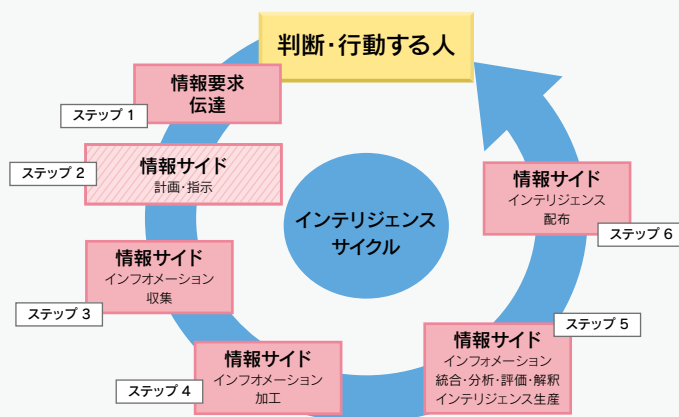 判断・行動する人
ステップ 1
情報要求
伝達
ステップ 2
情報サイド
計画・指示
ステップ 3
情報サイド
インフオメーション
収集
ステップ 4
情報サイド
インフオメーション
加工
ステップ 5
情報サイド
インフオメーション
統合・分析・評価・解釈
インテリジェンス生産
ステップ 6
情報サイド
インテリジェンス
配布
インテリジェンス
サイクル